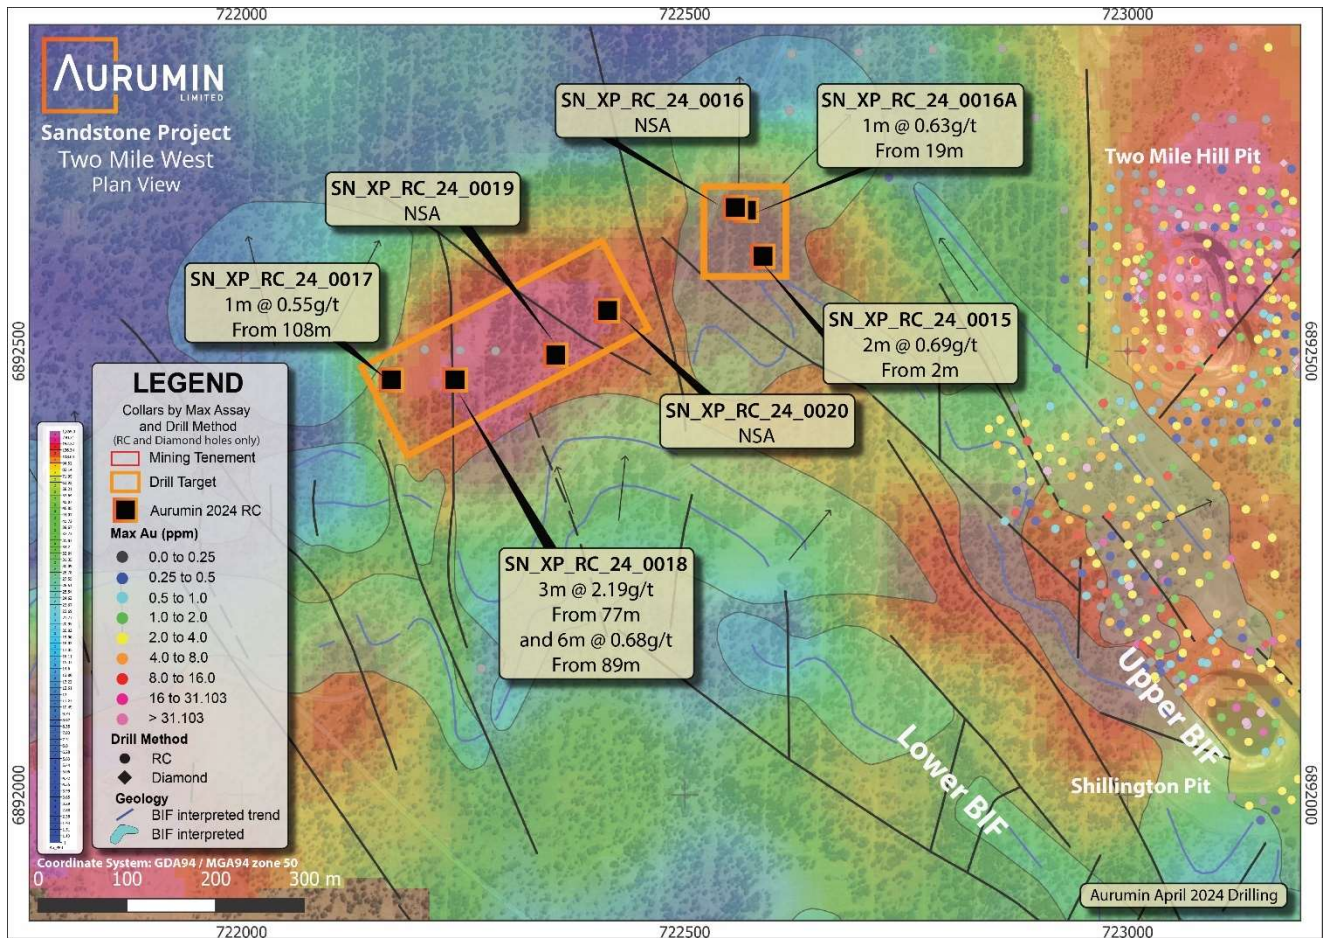 722000
722500
723000
AURUMIN
LIMITED
Sandstone Project
Two Mile West
Plan View
SN_XP_RC_24_0016
NSA
SN_XP_RC_24_0016A
1m @ 0.63g/t
From 19m
Two Mile Hill Pit
SN_XP_RC_24_0019
NSA
SN_XP_RC_24_0017
1m @ 0.55g/t
From 108m
SN_XP_RC_24_0015
2m @ 0.69g/t
From 2m
6892500
6892500
SN_XP_RC_24_0020
NSA
LEGEND
Collars by Max Assay
and Drill Method
(RC and Diamond holes only)
Mining Tenement
Drill Target
Aurumin 2024 RC
Max Au (ppm)
0.0 to 0.25
0.25 to 0.5
0.5 to 1.0
1.0 to 2.0
2.0 to 4.0
4.0 to 8.0
8.0 to 16.0
16 to 31.103
> 31.103
Drill Method
RC
Diamond
Geology
BIF interpreted trend
BIF interpreted
SN_XP_RC_24_0018
3m @ 2.19g/t
From 77m
and 6m @ 0.68g/t
From 89m
Upper BIF
Lower BIF
Shillington Pit
6892000
6892000
Coordinate System: GDA94 / MGA94 zone 50
0 100 200 300 m
Aurumin April 2024 Drilling
722000
722500
723000